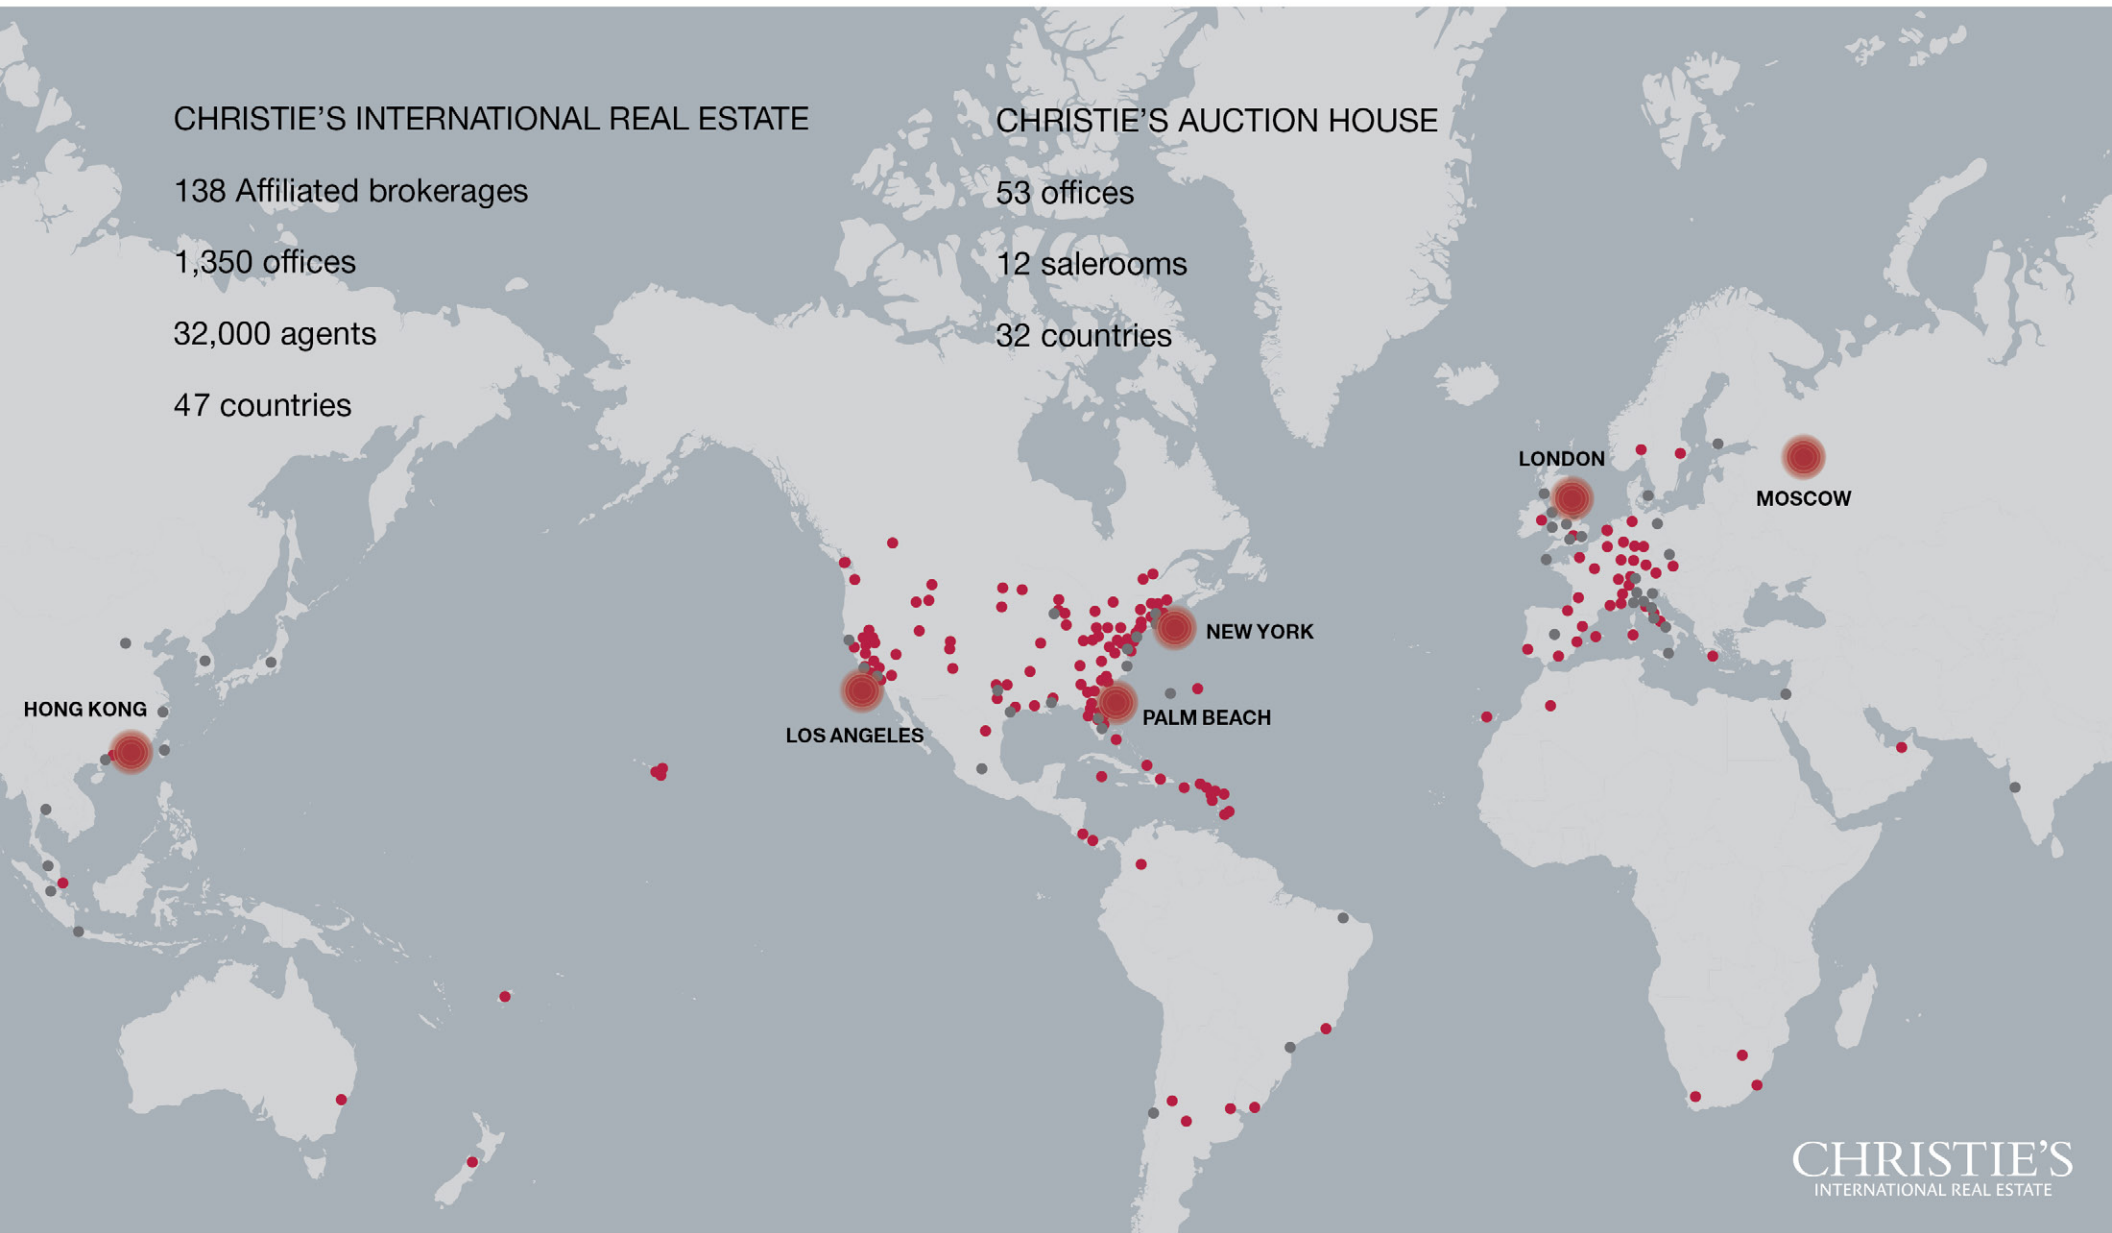 CHRISTIE'S INTERNATIONAL REAL ESTATE
138 Affiliated brokerages
1,350 offices
32,000 agents
47 countries
CHRISTIE'S AUCTION HOUSE
53 offices
12 salerooms
32 countries
LONDON
MOSCOW
NEW YORK
HONG KONG
PALM BEACH
LOS ANGELES
CHRISTIE'S
INTERNATIONAL REAL ESTATE